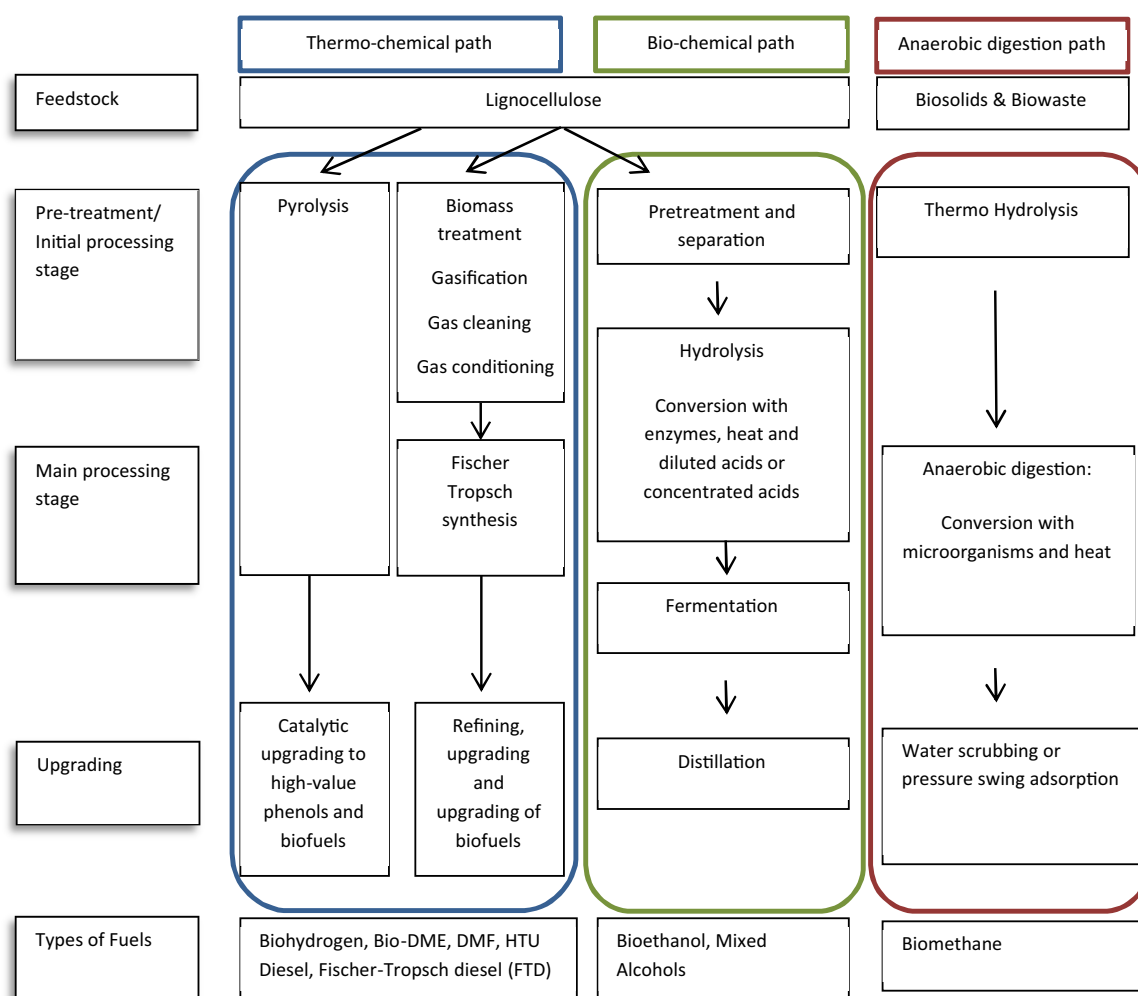 Thermo-chemical path
Bio-chemical path
Anaerobic digestion path
Feedstock
Lignocellulose
Biosolids & Biowaste
Pre-treatment/
Initial processing
stage
Pyrolysis
Biomass
treatment
Gasification
Gas cleaning
Gas conditioning
Pretreatment and
separation
Thermo Hydrolysis
Hydrolysis
Conversion with
enzymes, heat and
diluted acids or
concentrated acids
Main processing
stage
Fischer
Tropsch
synthesis
Anaerobic digestion:
Conversion with
microorganisms and heat
Fermentation
Upgrading
Catalytic
upgrading to
high-value
phenols and
biofuels
Refining,
upgrading
and
upgrading of
biofuels
Distillation
Water scrubbing or
pressure swing adsorption
Types of Fuels
Biohydrogen, Bio-DME, DMF, HTU
Diesel, Fischer-Tropsch diesel (FTD)
Bioethanol, Mixed
Alcohols
Biomethane